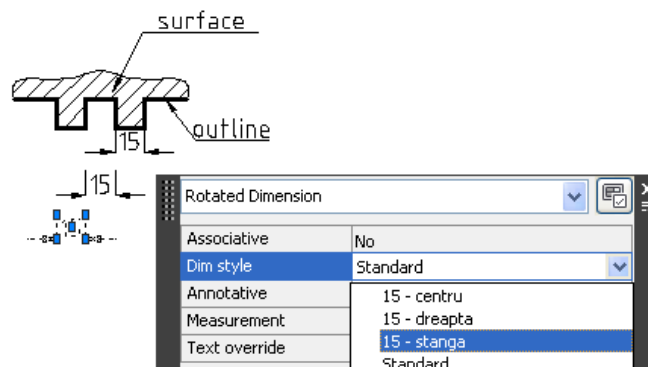 surface
outline
15
15
Rotated Dimension
Associative No
Dim style Standard
Annotative 15 - centru
Measurement 15 - dreapta
Text override 15 - stanga
Standard